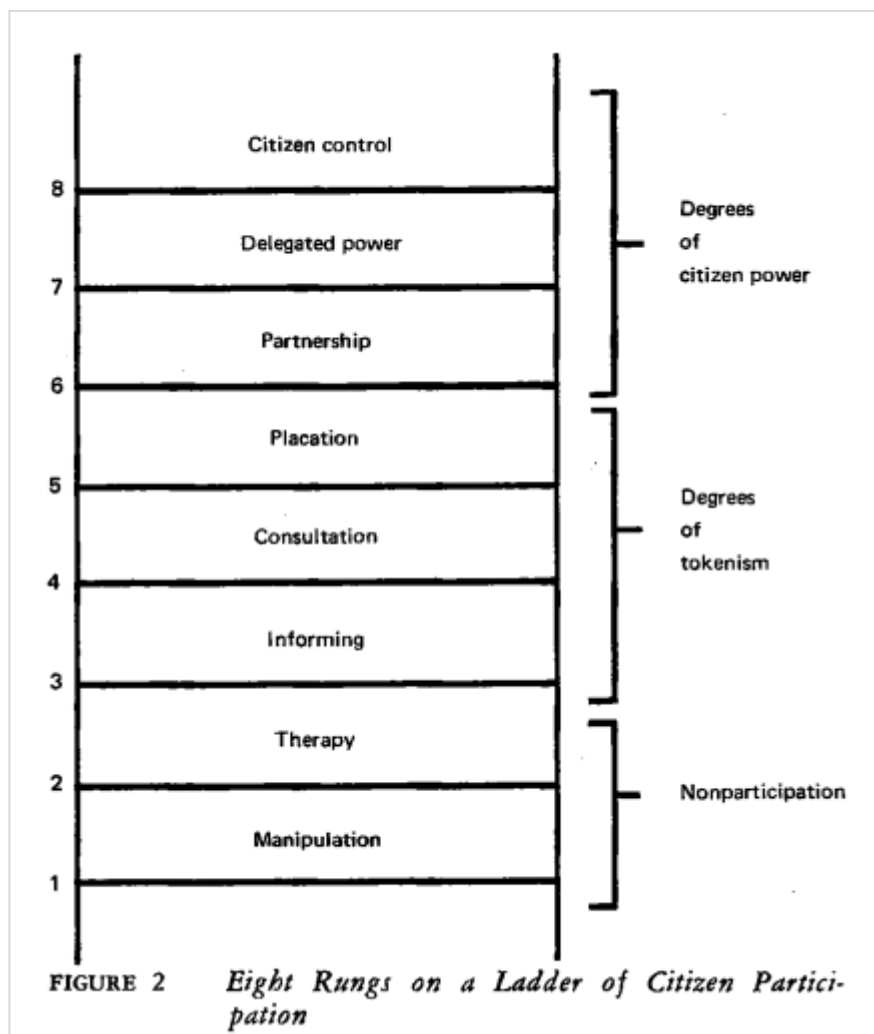 Citizen control
8
Delegated power
7
Partnership
6
Placation
5
Consultation
4
Informing
3
Therapy
2
Manipulation
1
Degrees
of
citizen power
Degrees
of
tokenism
Nonparticipation
FIGURE 2 Eight Rungs on a Ladder of Citizen Partici-
pation